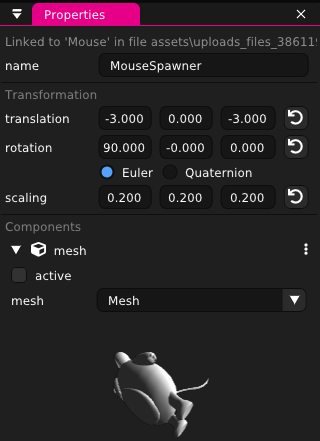 Properties
Linked to 'Mouse' in file assets\uploads_files_38611
name MouseSpawner
Transformation
translation -3.000 0.000 -3.000
rotation 90.000 -0.000 0.000
Euler Quaternion
scaling 0.200 0.200 0.200
Components
mesh
active
mesh Mesh